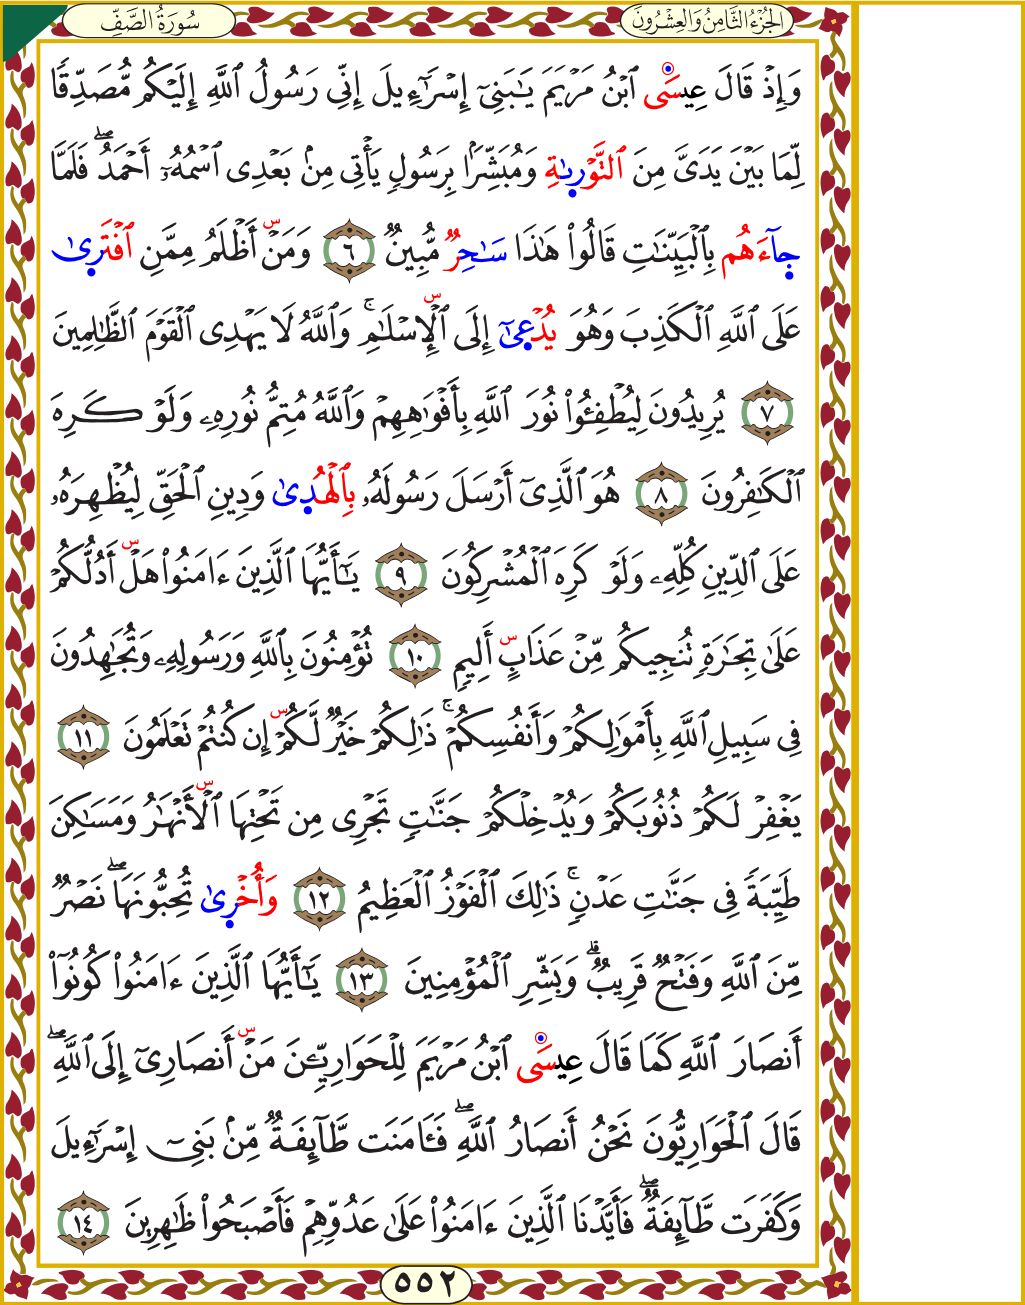 الجُزْءُ الثَّامِنُ وَالعِشْرُونَ
سُورَةُ الصَّفِّ
وَإِذْ قَالَ عِيسَى ٱبْنُ مَرْيَمَ يَـٰبَنِىٓ إِسْرَـٰٓءِيلَ إِنِّى رَسُولُ ٱللَّهِ إِلَيْكُم مُّصَدِّقًا
لِّمَا بَيْنَ يَدَىَّ مِنَ ٱلتَّوْرىٰةِ وَمُبَشِّرًۢا بِرَسُولٍ يَأْتِى مِنۢ بَعْدِى ٱسْمُهُۥٓ أَحْمَدُۖ فَلَمَّا
جآءَهُم بِٱلْبَيِّنَـٰتِ قَالُوا۟ هَـٰذَا سَـٰحِرٌ مُّبِينٌ ٦ وَمَنْ أَظْلَمُ مِمَّنِ ٱفْتَرىٰ
عَلَى ٱللَّهِ ٱلْكَذِبَ وَهُوَ يُدْعىٰٓ إِلَى ٱلْإِسْلَـٰمِۚ وَٱللَّهُ لَا يَهْدِى ٱلْقَوْمَ ٱلظَّـٰلِمِينَ
٧ يُرِيدُونَ لِيُطْفِـُٔوا۟ نُورَ ٱللَّهِ بِأَفْوَٰهِهِمْ وَٱللَّهُ مُتِمُّ نُورِهِۦ وَلَوْ كَرِهَ
ٱلْكَـٰفِرُونَ ٨ هُوَ ٱلَّذِىٓ أَرْسَلَ رَسُولَهُۥ بِٱلْهُدىٰ وَدِينِ ٱلْحَقِّ لِيُظْهِرَهُۥ
عَلَى ٱلدِّينِ كُلِّهِۦ وَلَوْ كَرِهَ ٱلْمُشْرِكُونَ ٩ يَـٰٓأَيُّهَا ٱلَّذِينَ ءَامَنُوا۟ هَلْ أَدُلُّكُمْ
عَلَىٰ تِجَـٰرَةٍ تُنجِيكُم مِّنْ عَذَابٍ أَلِيمٍ ١٠ تُؤْمِنُونَ بِٱللَّهِ وَرَسُولِهِۦ وَتُجَـٰهِدُونَ
فِى سَبِيلِ ٱللَّهِ بِأَمْوَٰلِكُمْ وَأَنفُسِكُمْۚ ذَٰلِكُمْ خَيْرٌ لَّكُمْ إِن كُنتُمْ تَعْلَمُونَ ١١
يَغْفِرْ لَكُمْ ذُنُوبَكُمْ وَيُدْخِلْكُمْ جَنَّـٰتٍ تَجْرِى مِن تَحْتِهَا ٱلْأَنْهَـٰرُ وَمَسَـٰكِنَ
طَيِّبَةً فِى جَنَّـٰتِ عَدْنٍۚ ذَٰلِكَ ٱلْفَوْزُ ٱلْعَظِيمُ ١٢ وَأُخْرىٰ تُحِبُّونَهَاۖ نَصْرٌ
مِّنَ ٱللَّهِ وَفَتْحٌ قَرِيبٌۗ وَبَشِّرِ ٱلْمُؤْمِنِينَ ١٣ يَـٰٓأَيُّهَا ٱلَّذِينَ ءَامَنُوا۟ كُونُوٓا۟
أَنصَارَ ٱللَّهِ كَمَا قَالَ عِيسَى ٱبْنُ مَرْيَمَ لِلْحَوَارِيِّـۧنَ مَنْ أَنصَارِىٓ إِلَى ٱللَّهِۖ
قَالَ ٱلْحَوَارِيُّونَ نَحْنُ أَنصَارُ ٱللَّهِۖ فَـَٔامَنَت طَّآئِفَةٌ مِّنۢ بَنِىٓ إِسْرَـٰٓءِيلَ
وَكَفَرَت طَّآئِفَةٌۖ فَأَيَّدْنَا ٱلَّذِينَ ءَامَنُوا۟ عَلَىٰ عَدُوِّهِمْ فَأَصْبَحُوا۟ ظَـٰهِرِينَ ١٤
٥٥٢